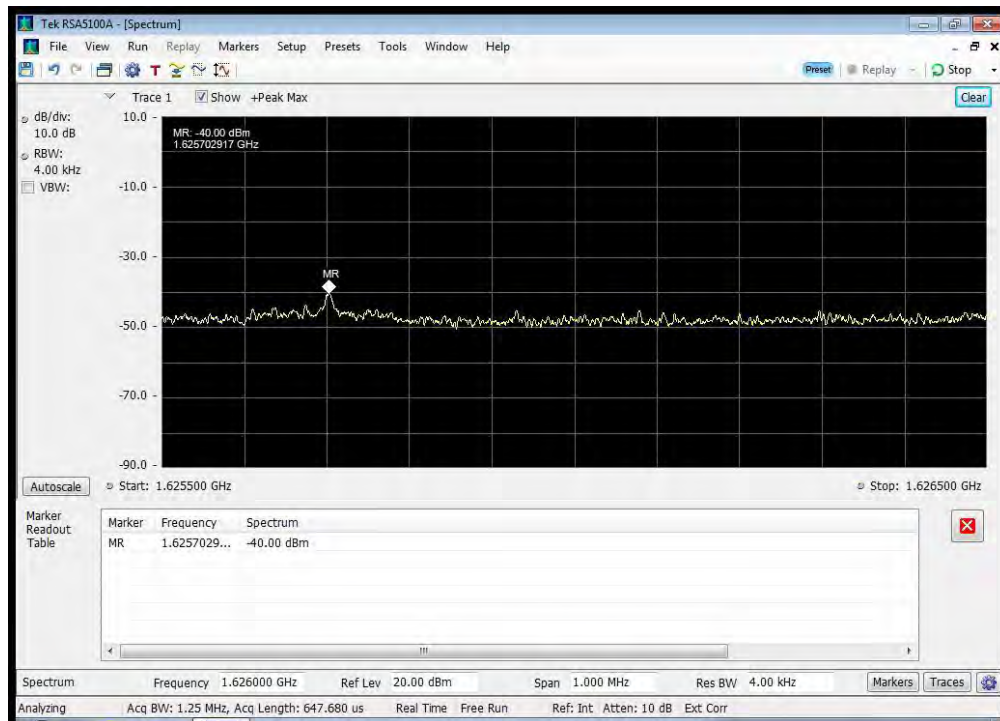 Tek RSA5100A - [Spectrum]
File View Run Replay Markers Setup Presets Tools Window Help
Preset Replay Stop
Trace 1 Show +Peak Max Clear
dB/div:
10.0 dB
RBW:
4.00 kHz
VBW:
10.0
-10.0
-30.0
-50.0
-70.0
-90.0
MR: -40.00 dBm
1.625702917 GHz
MR
Autoscale Start: 1.625500 GHz Stop: 1.626500 GHz
Marker Readout Table
Marker Frequency Spectrum
MR 1.6257029... -40.00 dBm
Spectrum Frequency 1.626000 GHz Ref Lev 20.00 dBm Span 1.000 MHz Res BW 4.00 kHz Markers Traces
Analyzing Acq BW: 1.25 MHz, Acq Length: 647.680 us Real Time Free Run Ref: Int Atten: 10 dB Ext Corr